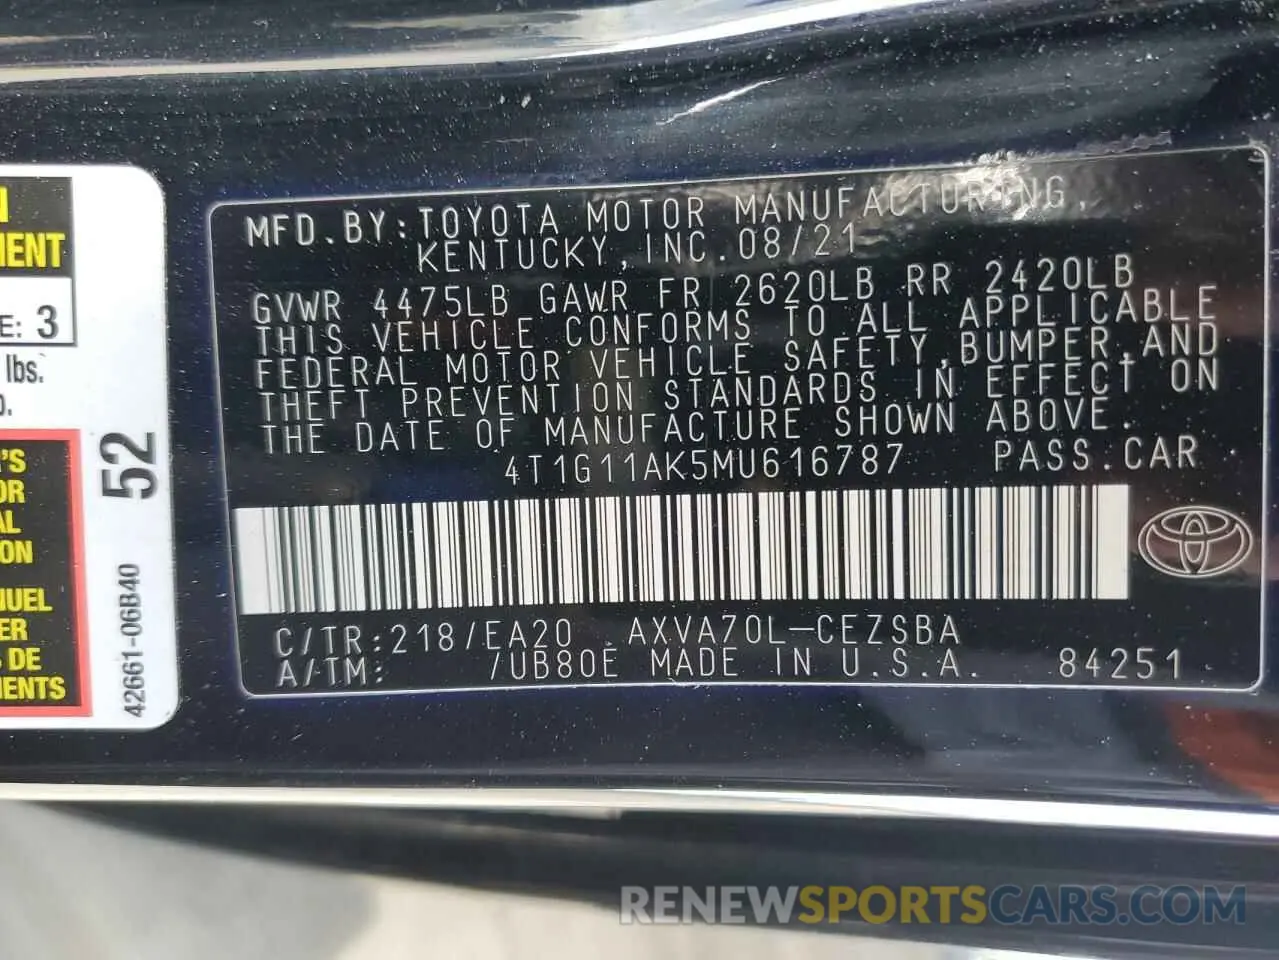 MFD.BY:TOYOTA MOTOR MANUFACTURING,
KENTUCKY,INC.08/21
GVWR 4475LB GAWR FR 2620LB RR 2420LB
THIS VEHICLE CONFORMS TO ALL APPLICABLE
FEDERAL MOTOR VEHICLE SAFETY,BUMPER,AND
THEFT PREVENTION STANDARDS IN EFFECT ON
THE DATE OF MANUFACTURE SHOWN ABOVE.
4T1G11AK5MU616787 PASS.CAR
C/TR:218/EA20 AXVA70L-CEZSBA
A/TM: /UB80E MADE IN U.S.A. 84251
MENT
E: 3
lbs.
'S
OR
AL
ON
NUEL
ER
S DE
MENTS
52
42661-06B40
RENEWSPORTSCARS.COM